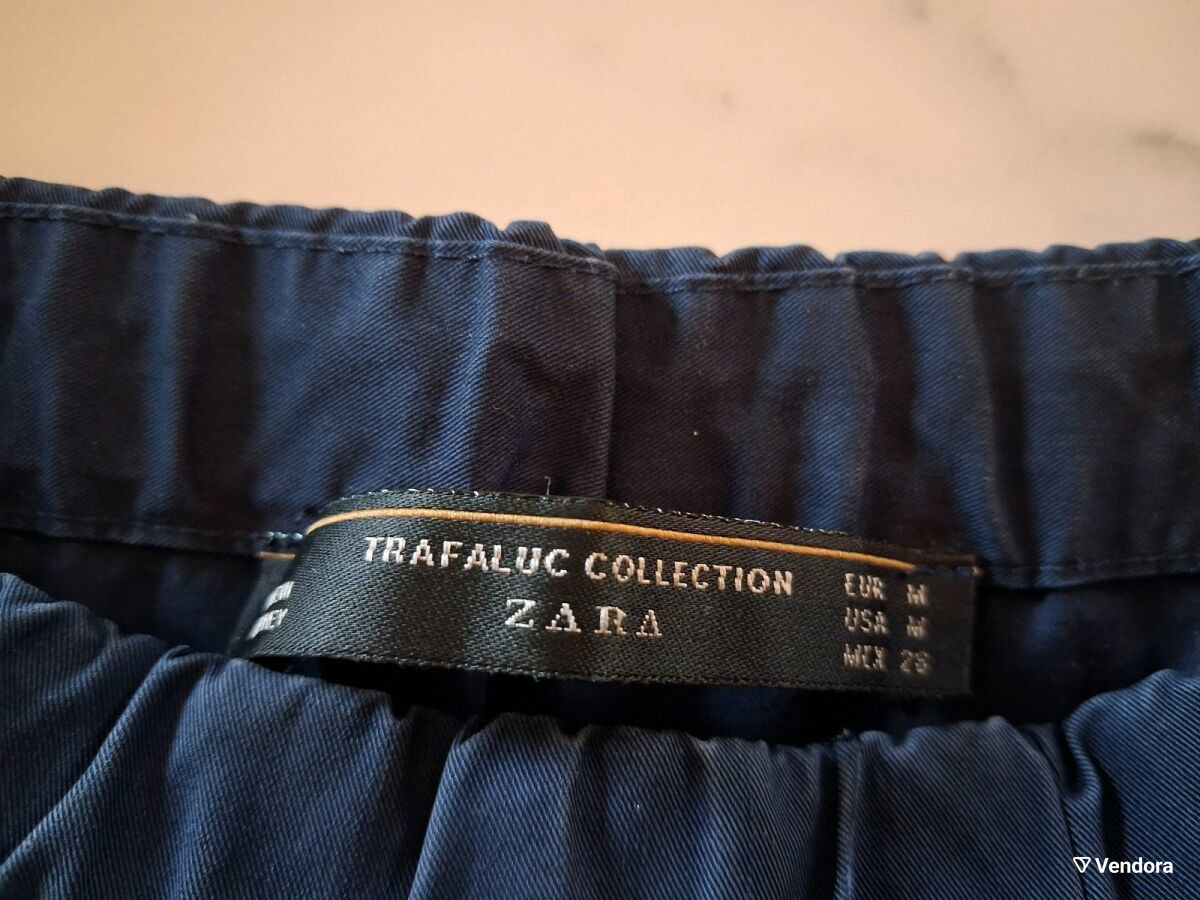 TRAFALUC COLLECTION
ZARA
EUR M
USA M
MEX 28
Vendora